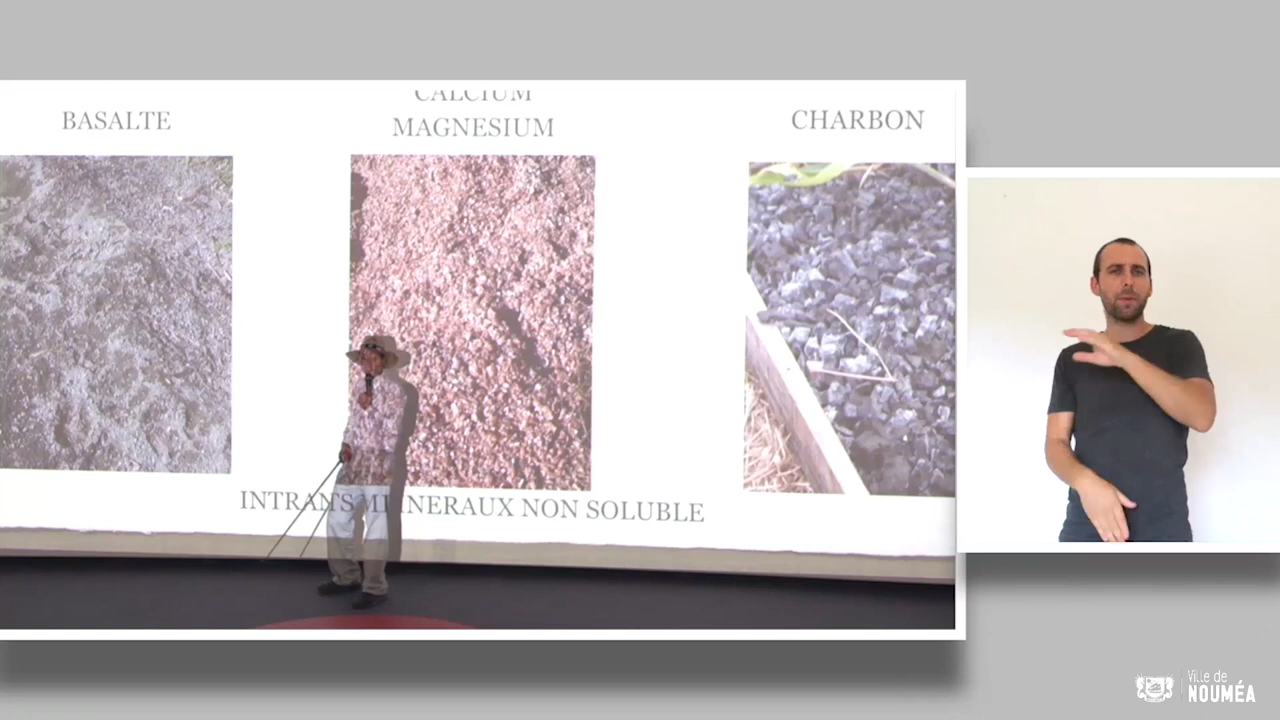 BASALTE
CALCIUM
MAGNESIUM
CHARBON
INTRANTS MINERAUX NON SOLUBLE
Ville de
NOUMÉA